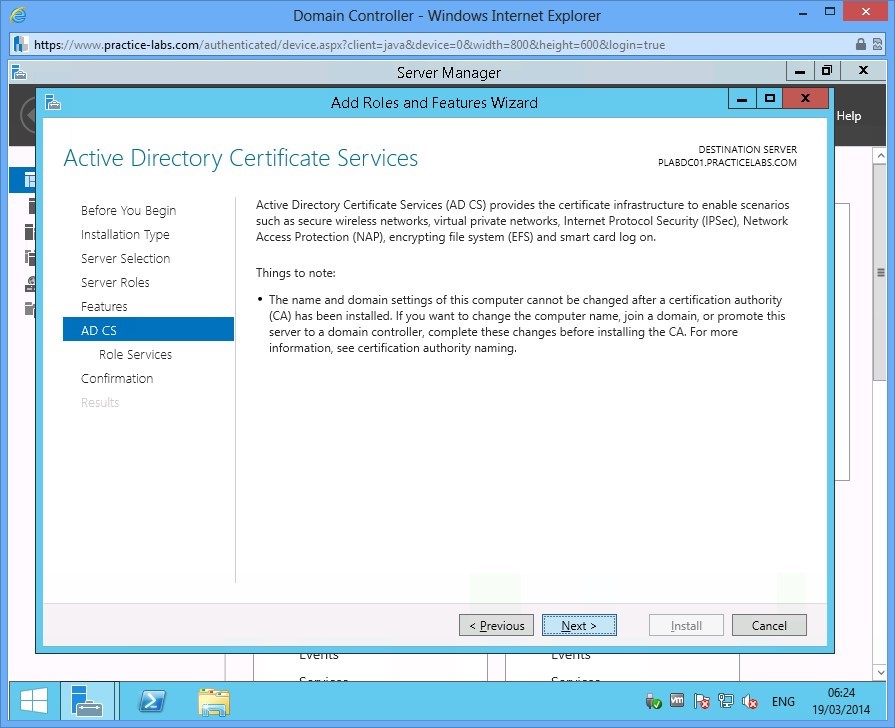 Domain Controller - Windows Internet Explorer
https://www.practice-labs.com/authenticated/device.aspx?client=java&device=0&width=800&height=600&login=true
Server Manager
Add Roles and Features Wizard
Help
Active Directory Certificate Services
DESTINATION SERVER
PLABDC01.PRACTICELABS.COM
Before You Begin
Installation Type
Server Selection
Server Roles
Features
AD CS
Role Services
Confirmation
Results
Active Directory Certificate Services (AD CS) provides the certificate infrastructure to enable scenarios
such as secure wireless networks, virtual private networks, Internet Protocol Security (IPSec), Network
Access Protection (NAP), encrypting file system (EFS) and smart card log on.
Things to note:
• The name and domain settings of this computer cannot be changed after a certification authority
(CA) has been installed. If you want to change the computer name, join a domain, or promote this
server to a domain controller, complete these changes before installing the CA. For more
information, see certification authority naming.
< Previous
Next >
Install
Cancel
Events
Events
Services
Services
ENG
06:24
19/03/2014